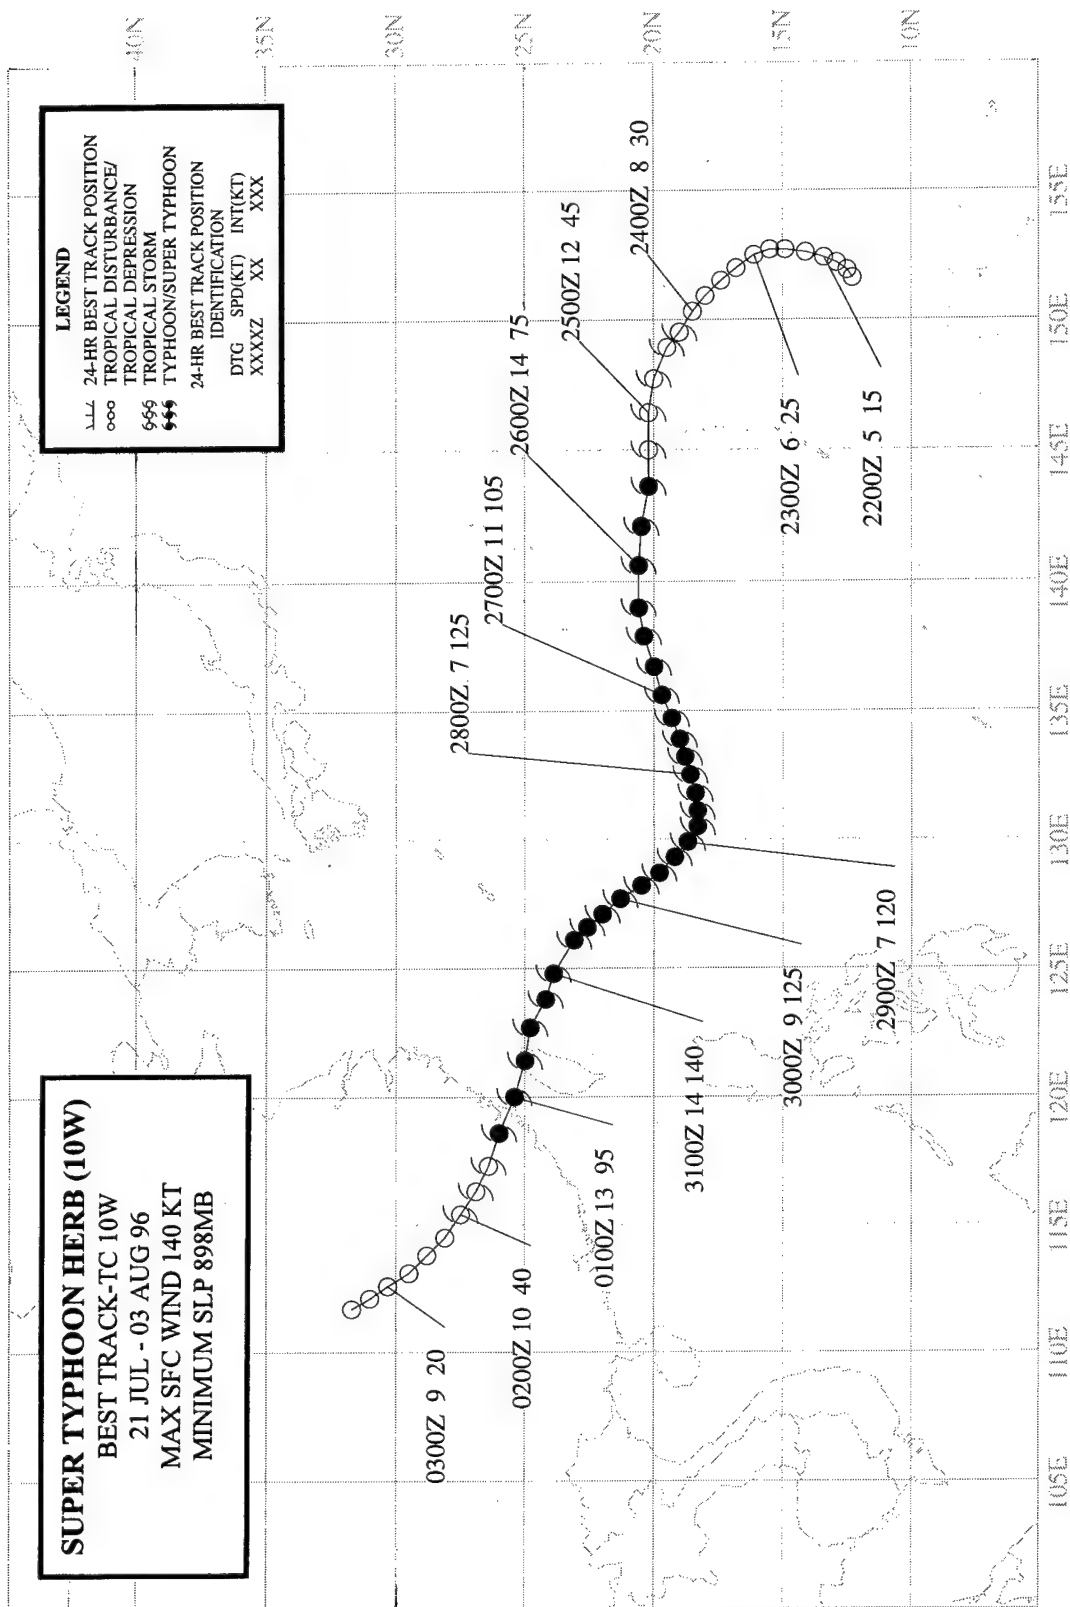 SUPER TYPHOON HERB (10W)
BEST TRACK-TC 10W
21 JUL - 03 AUG 96
MAX SFC WIND 140 KT
MINIMUM SLP 898MB
LEGEND
24-HR BEST TRACK POSITION
TROPICAL DISTURBANCE/
TROPICAL DEPRESSION
TROPICAL STORM
TYPHOON/SUPER TYPHOON
24-HR BEST TRACK POSITION
IDENTIFICATION
DTG SPD(KT) INT(KT)
XXXXZ XX XXX
40N
35N
30N
25N
20N
15N
10N
0300Z 9 20
0200Z 10 40
0100Z 13 95
3100Z 14 140
3000Z 9 125
2900Z 7 120
2800Z 7 125
2700Z 11 105
2600Z 14 75
2500Z 12 45
2400Z 8 30
2300Z 6 25
2200Z 5 15
105E
110E
115E
120E
125E
130E
135E
140E
145E
150E
155E